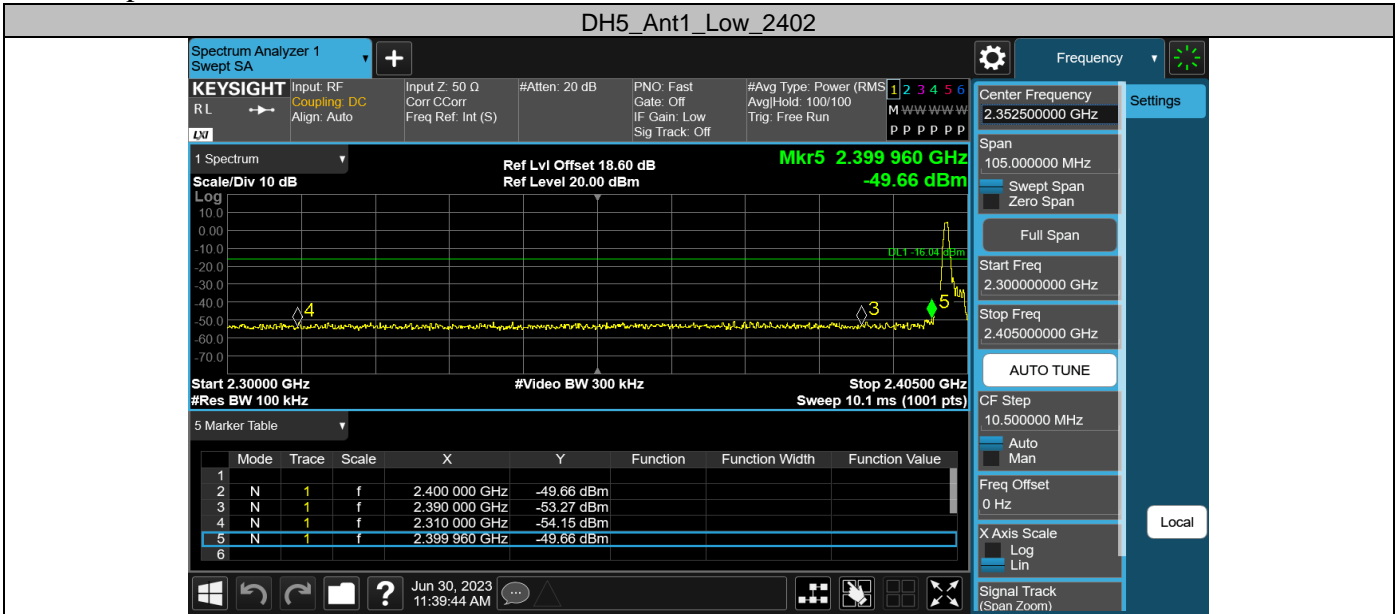 DH5_Ant1_Low_2402
Spectrum Analyzer 1
Swept SA
Frequency
KEYSIGHT
RL
LXI
Input: RF
Coupling: DC
Align: Auto
Input Z: 50 Ω
Corr CCorr
Freq Ref: Int (S)
#Atten: 20 dB
PNO: Fast
Gate: Off
IF Gain: Low
Sig Track: Off
#Avg Type: Power (RMS
Avg|Hold: 100/100
Trig: Free Run
1 2 3 4 5 6
M W W W W W
P P P P P P
1 Spectrum
Scale/Div 10 dB
Ref Lvl Offset 18.60 dB
Ref Level 20.00 dBm
Mkr5 2.399 960 GHz
-49.66 dBm
Log
10.0
0.00
-10.0
-20.0
-30.0
-40.0
-50.0
-60.0
-70.0
DL1 -16.04 dBm
4
3
5
Start 2.30000 GHz
#Res BW 100 kHz
#Video BW 300 kHz
Stop 2.40500 GHz
Sweep 10.1 ms (1001 pts)
5 Marker Table
Mode Trace Scale X Y Function Function Width Function Value
1
2 N 1 f 2.400 000 GHz -49.66 dBm
3 N 1 f 2.390 000 GHz -53.27 dBm
4 N 1 f 2.310 000 GHz -54.15 dBm
5 N 1 f 2.399 960 GHz -49.66 dBm
6
Jun 30, 2023
11:39:44 AM
Center Frequency
2.352500000 GHz
Settings
Span
105.000000 MHz
Swept Span
Zero Span
Full Span
Start Freq
2.300000000 GHz
Stop Freq
2.405000000 GHz
AUTO TUNE
CF Step
10.500000 MHz
Auto
Man
Freq Offset
0 Hz
X Axis Scale
Log
Lin
Local
Signal Track
(Span Zoom)